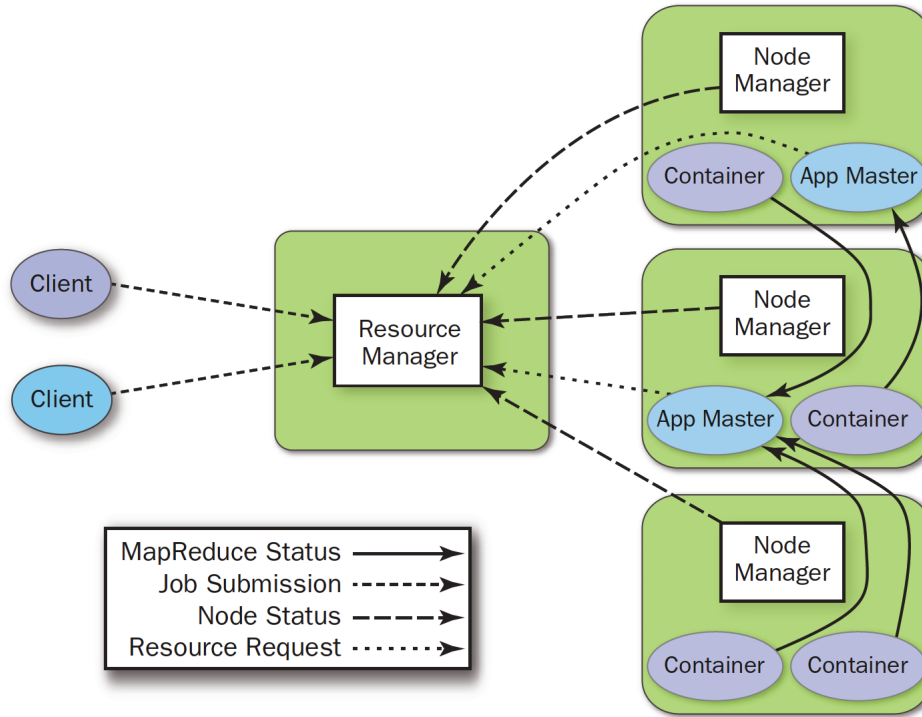 Node
Manager
Container
App Master
Client
Client
Resource
Manager
Node
Manager
App Master
Container
Node
Manager
Container
Container
MapReduce Status
Job Submission
Node Status
Resource Request